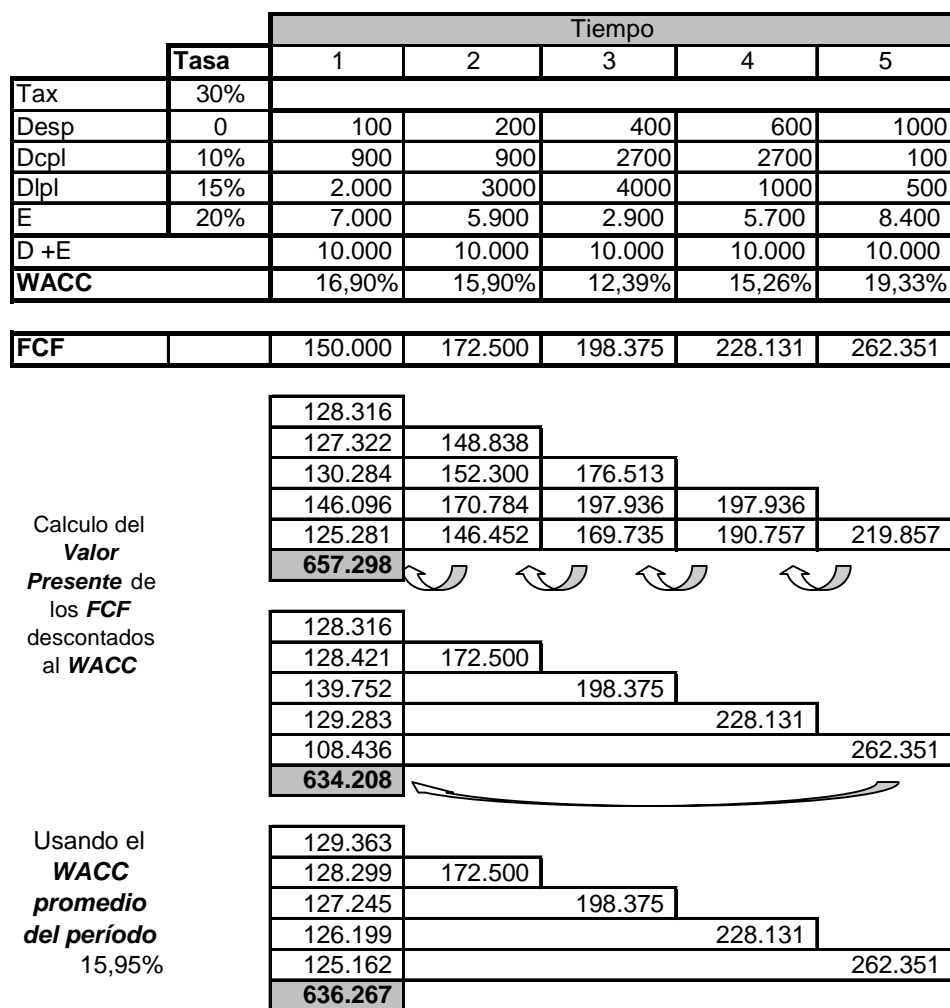 Tiempo
Tasa 1 2 3 4 5
Tax 30%
Desp 0 100 200 400 600 1000
Dcpl 10% 900 900 2700 2700 100
Dlpl 15% 2.000 3000 4000 1000 500
E 20% 7.000 5.900 2.900 5.700 8.400
D +E 10.000 10.000 10.000 10.000 10.000
WACC 16,90% 15,90% 12,39% 15,26% 19,33%
FCF 150.000 172.500 198.375 228.131 262.351
128.316
127.322 148.838
130.284 152.300 176.513
146.096 170.784 197.936 197.936
125.281 146.452 169.735 190.757 219.857
657.298
Calculo del
Valor
Presente de
los FCF
descontados
al WACC
128.316
128.421 172.500
139.752 198.375
129.283 228.131
108.436 262.351
634.208
Usando el
WACC
promedio
del período
15,95%
129.363
128.299 172.500
127.245 198.375
126.199 228.131
125.162 262.351
636.267